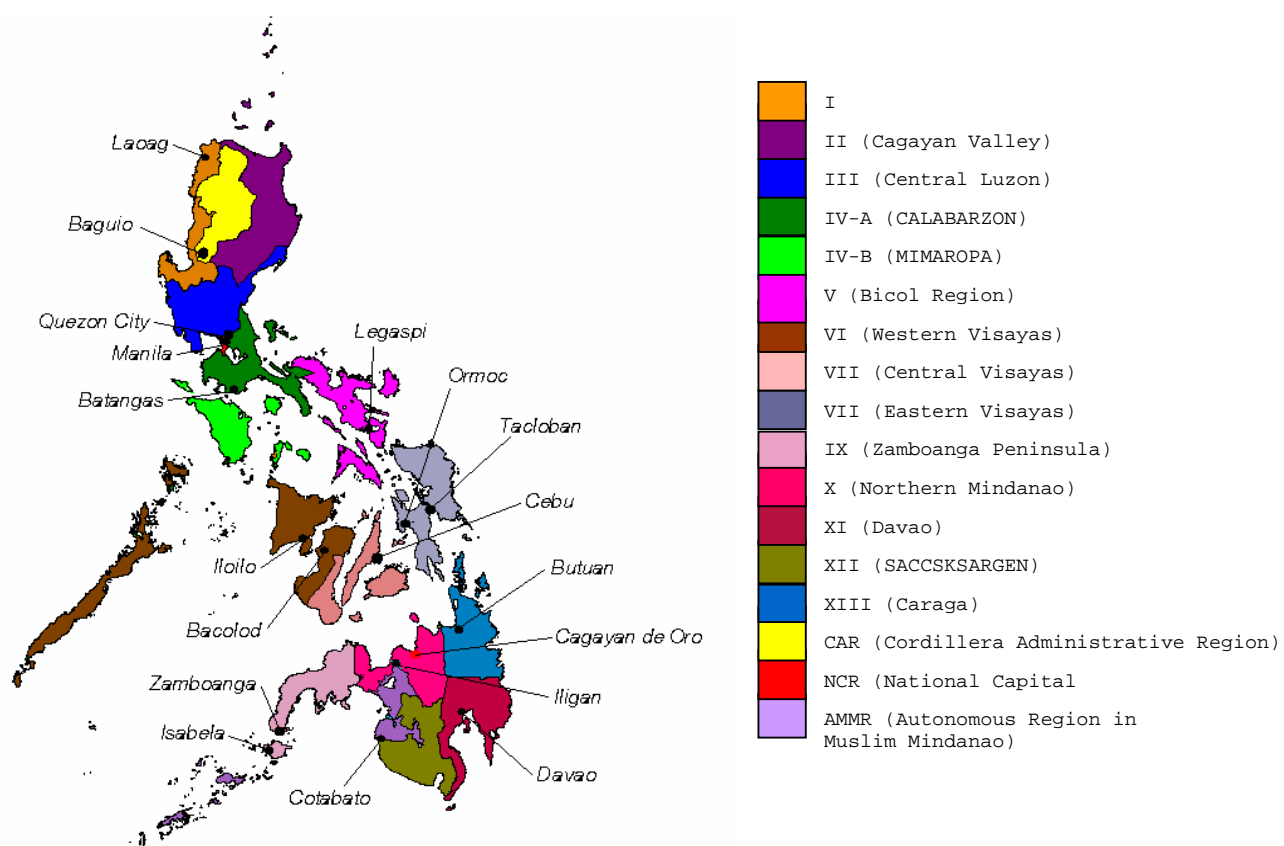 Laoag
Baguio
Quezon City
Manila
Batangas
Legaspi
Ormoc
Tacloban
Cebu
Iloilo
Bacolod
Butuan
Cagayan de Oro
Iligan
Zamboanga
Isabela
Cotabato
Davao
I
II (Cagayan Valley)
III (Central Luzon)
IV-A (CALABARZON)
IV-B (MIMAROPA)
V (Bicol Region)
VI (Western Visayas)
VII (Central Visayas)
VII (Eastern Visayas)
IX (Zamboanga Peninsula)
X (Northern Mindanao)
XI (Davao)
XII (SACCSKSARGEN)
XIII (Caraga)
CAR (Cordillera Administrative Region)
NCR (National Capital
AMMR (Autonomous Region in
Muslim Mindanao)